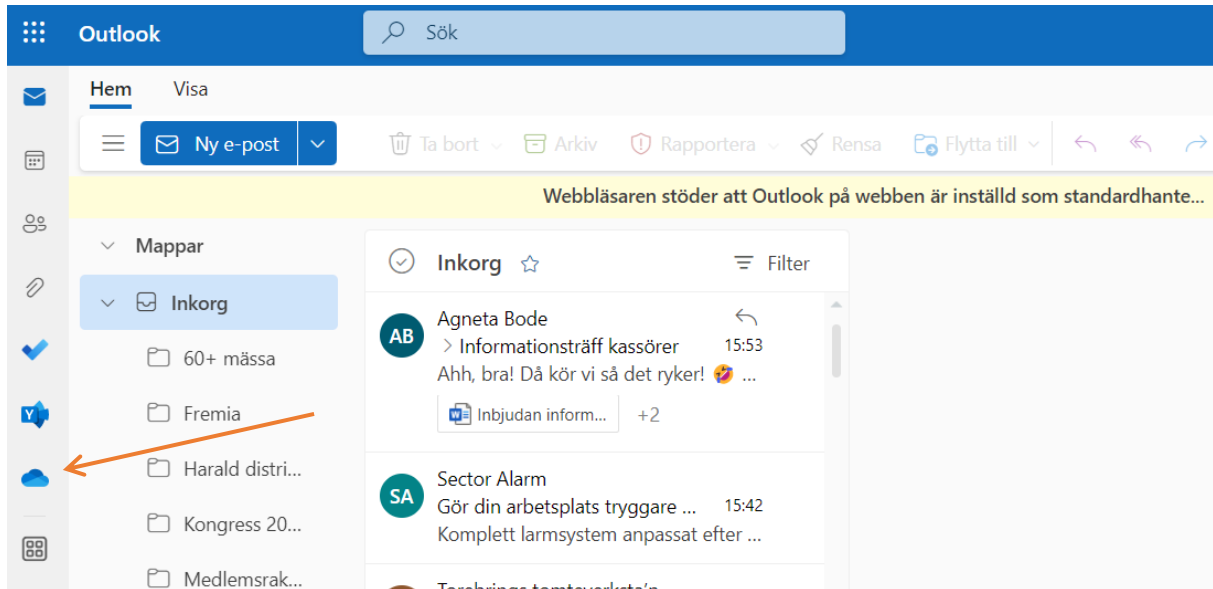 Outlook
Sök
Hem Visa
Ny e-post Ta bort Arkiv Rapportera Rensa Flytta till
Webbläsaren stöder att Outlook på webben är inställd som standardhante...
Mappar
Inkorg
60+ mässa
Fremia
Harald distri...
Kongress 20...
Medlemsrak...
Inkorg Filter
AB
Agneta Bode
Informationsträff kassörer 15:53
Ahh, bra! Då kör vi så det ryker! 🤣 ...
Inbjudan inform... +2
SA
Sector Alarm
Gör din arbetsplats tryggare ... 15:42
Komplett larmsystem anpassat efter ...